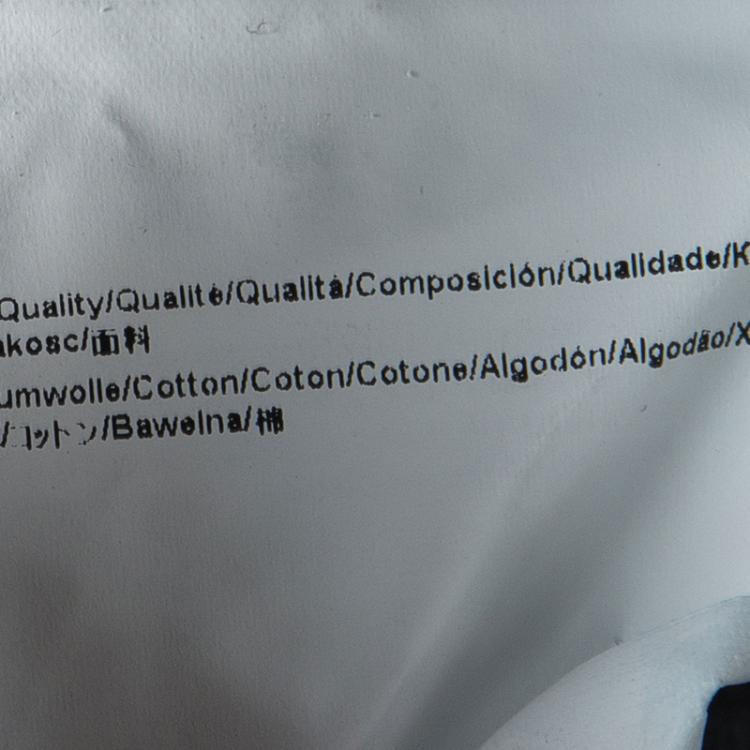 Quality/Qualité/Qualità/Composición/Qualidade/K
akosc/面料
umwolle/Cotton/Coton/Cotone/Algodón/Algodão/X
/コットン/Bawelna/棉